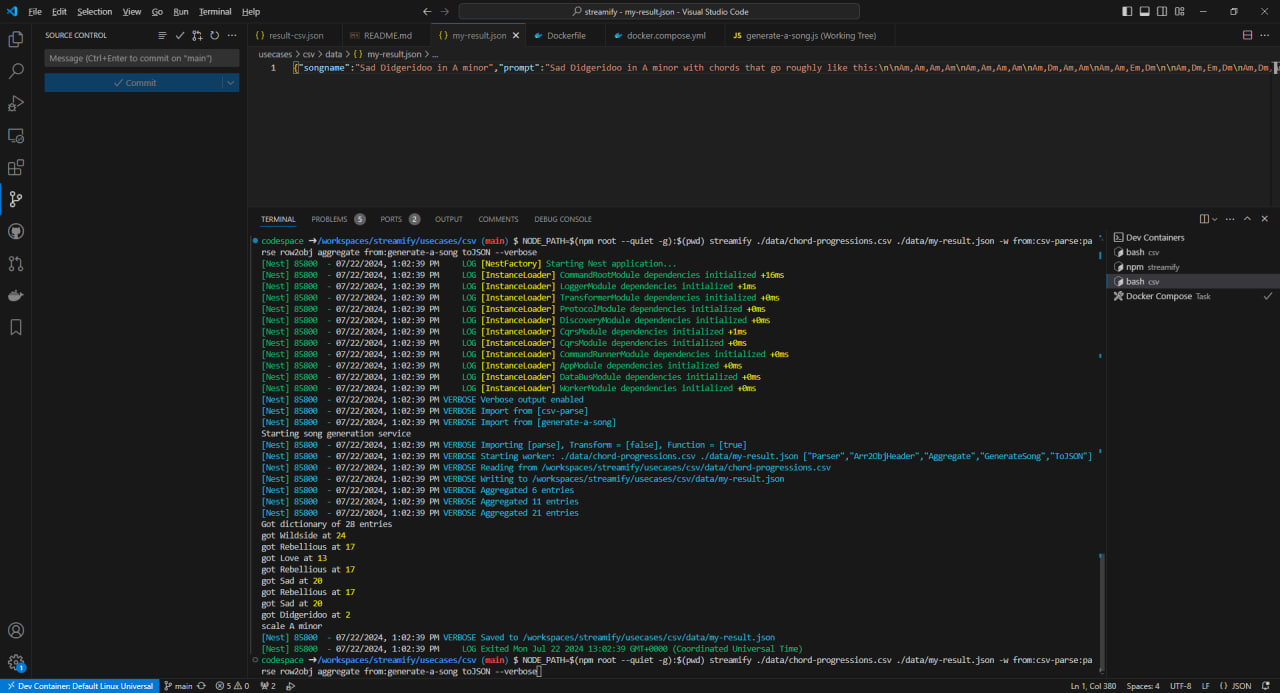 File Edit Selection View Go Run Terminal Help
streamify - my-result.json - Visual Studio Code
SOURCE CONTROL
Message (Ctrl+Enter to commit on "main")
Commit
result-csv.json README.md my-result.json Dockerfile docker.compose.yml JS generate-a-song.js (Working Tree)
usecases > csv > data > {} my-result.json > ...
1 {"songname":"Sad Didgeridoo in A minor","prompt":"Sad Didgeridoo in A minor with chords that go roughly like this:\n\nAm,Am,Am,Am\nAm,Am,Am,Am\nAm,Dm,Am,Am\nAm,Am,Em,Dm\n\nAm,Dm,Em,Dm\nAm,Dm,
TERMINAL PROBLEMS 5 PORTS 2 OUTPUT COMMENTS DEBUG CONSOLE
codespace ➜/workspaces/streamify/usecases/csv (main) $ NODE_PATH=$(npm root --quiet -g):$(pwd) streamify ./data/chord-progressions.csv ./data/my-result.json -w from:csv-parse:pa
rse row2obj aggregate from:generate-a-song toJSON --verbose
[Nest] 85800 - 07/22/2024, 1:02:39 PM LOG [NestFactory] Starting Nest application...
[Nest] 85800 - 07/22/2024, 1:02:39 PM LOG [InstanceLoader] CommandRootModule dependencies initialized +16ms
[Nest] 85800 - 07/22/2024, 1:02:39 PM LOG [InstanceLoader] LoggerModule dependencies initialized +1ms
[Nest] 85800 - 07/22/2024, 1:02:39 PM LOG [InstanceLoader] TransformerModule dependencies initialized +0ms
[Nest] 85800 - 07/22/2024, 1:02:39 PM LOG [InstanceLoader] ProtocolModule dependencies initialized +0ms
[Nest] 85800 - 07/22/2024, 1:02:39 PM LOG [InstanceLoader] DiscoveryModule dependencies initialized +0ms
[Nest] 85800 - 07/22/2024, 1:02:39 PM LOG [InstanceLoader] CqrsModule dependencies initialized +1ms
[Nest] 85800 - 07/22/2024, 1:02:39 PM LOG [InstanceLoader] CqrsModule dependencies initialized +0ms
[Nest] 85800 - 07/22/2024, 1:02:39 PM LOG [InstanceLoader] CommandRunnerModule dependencies initialized +0ms
[Nest] 85800 - 07/22/2024, 1:02:39 PM LOG [InstanceLoader] AppModule dependencies initialized +0ms
[Nest] 85800 - 07/22/2024, 1:02:39 PM LOG [InstanceLoader] DataBusModule dependencies initialized +0ms
[Nest] 85800 - 07/22/2024, 1:02:39 PM LOG [InstanceLoader] WorkerModule dependencies initialized +0ms
[Nest] 85800 - 07/22/2024, 1:02:39 PM VERBOSE Verbose output enabled
[Nest] 85800 - 07/22/2024, 1:02:39 PM VERBOSE Import from [csv-parse]
[Nest] 85800 - 07/22/2024, 1:02:39 PM VERBOSE Import from [generate-a-song]
Starting song generation service
[Nest] 85800 - 07/22/2024, 1:02:39 PM VERBOSE Importing [parse], Transform = [false], Function = [true]
[Nest] 85800 - 07/22/2024, 1:02:39 PM VERBOSE Starting worker: ./data/chord-progressions.csv ./data/my-result.json ["Parser","Arr2ObjHeader","Aggregate","GenerateSong","ToJSON"]
[Nest] 85800 - 07/22/2024, 1:02:39 PM VERBOSE Reading from /workspaces/streamify/usecases/csv/data/chord-progressions.csv
[Nest] 85800 - 07/22/2024, 1:02:39 PM VERBOSE Writing to /workspaces/streamify/usecases/csv/data/my-result.json
[Nest] 85800 - 07/22/2024, 1:02:39 PM VERBOSE Aggregated 6 entries
[Nest] 85800 - 07/22/2024, 1:02:39 PM VERBOSE Aggregated 11 entries
[Nest] 85800 - 07/22/2024, 1:02:39 PM VERBOSE Aggregated 21 entries
Got dictionary of 28 entries
got Wildside at 24
got Rebellious at 17
got Love at 13
got Rebellious at 17
got Sad at 20
got Rebellious at 17
got Sad at 20
got Didgeridoo at 2
scale A minor
[Nest] 85800 - 07/22/2024, 1:02:39 PM VERBOSE Saved to /workspaces/streamify/usecases/csv/data/my-result.json
[Nest] 85800 - 07/22/2024, 1:02:39 PM LOG Exited Mon Jul 22 2024 13:02:39 GMT+0000 (Coordinated Universal Time)
codespace ➜/workspaces/streamify/usecases/csv (main) $ NODE_PATH=$(npm root --quiet -g):$(pwd) streamify ./data/chord-progressions.csv ./data/my-result.json -w from:csv-parse:pa
rse row2obj aggregate from:generate-a-song toJSON --verbose
Dev Containers
bash csv
npm streamify
bash csv
Docker Compose Task
1
Dev Container: Default Linux Universal main 5 0 2 Ln 1, Col 380 Spaces: 4 UTF-8 LF {} JSON